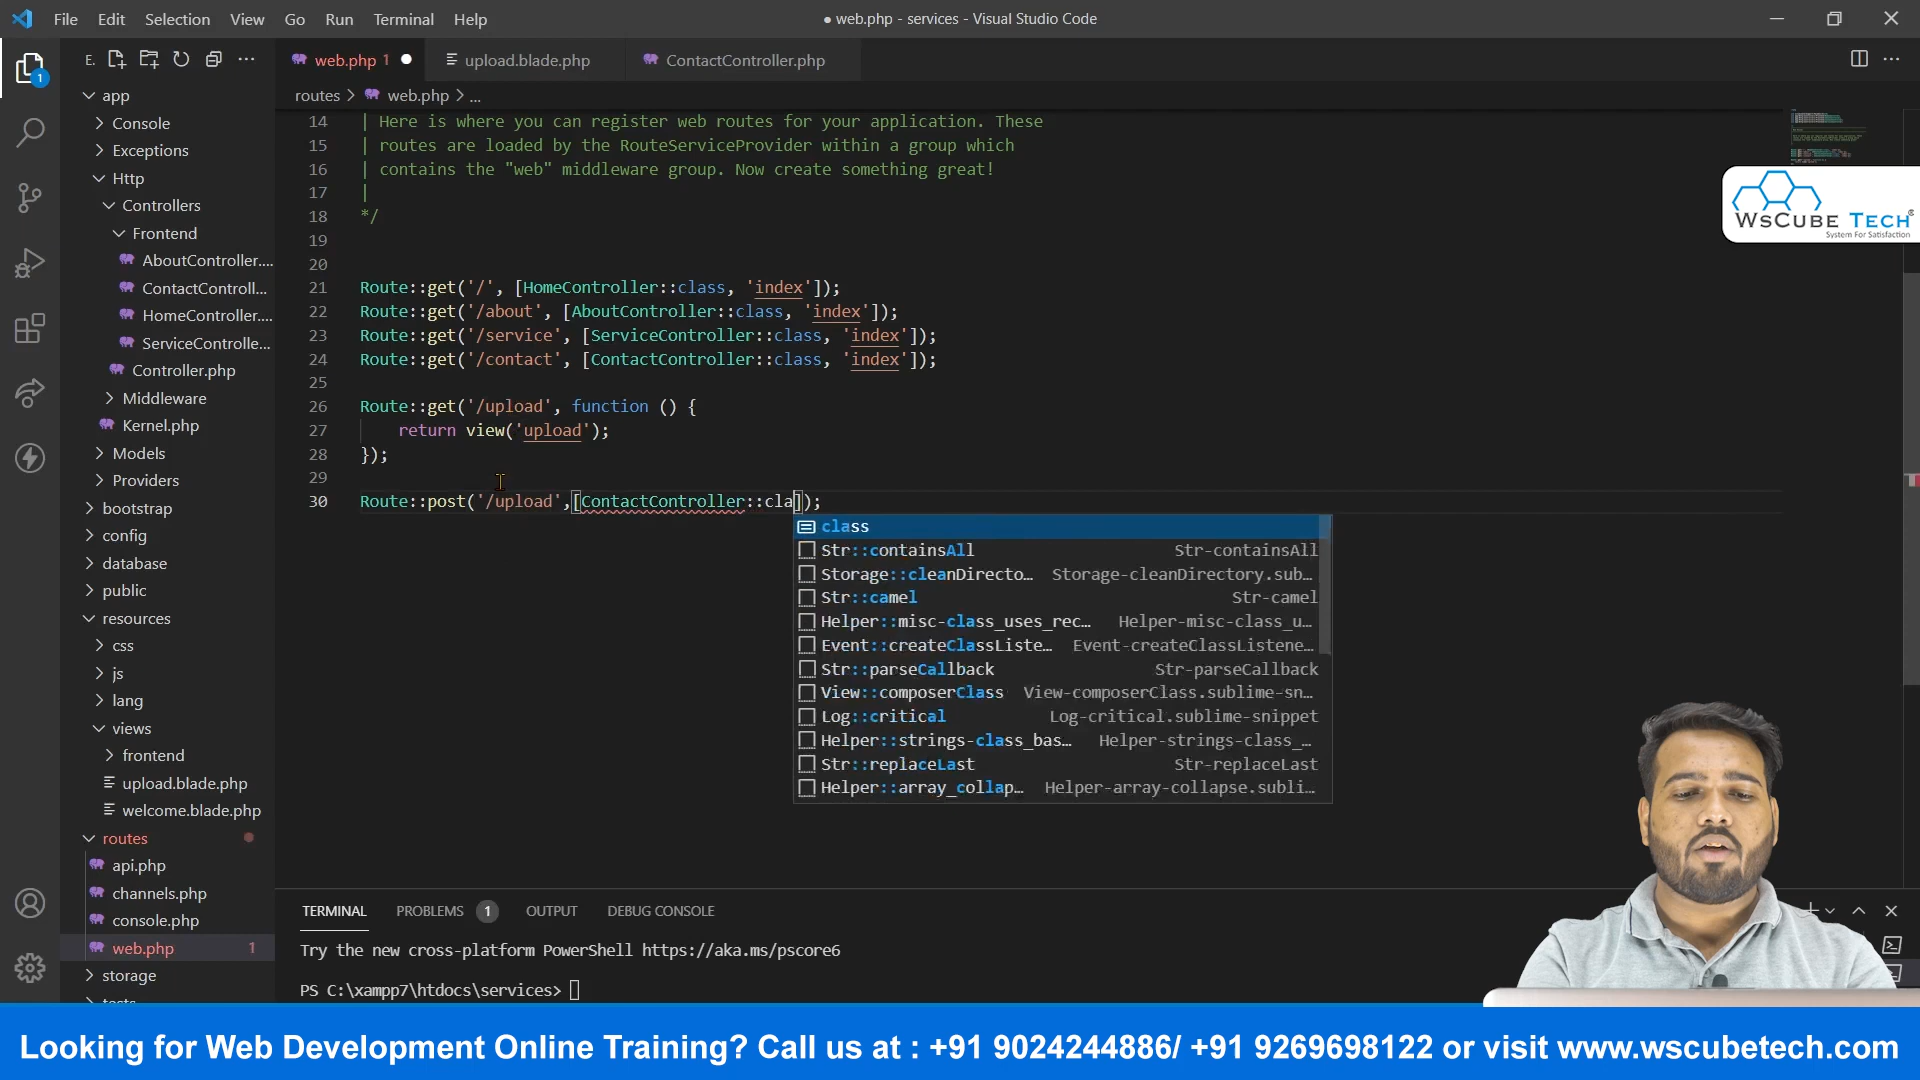 File Edit Selection View Go Run Terminal Help
● web.php - services - Visual Studio Code
E.
web.php 1
upload.blade.php
ContactController.php
routes > web.php > ...
app
Console
Exceptions
Http
Controllers
Frontend
AboutController....
ContactControll...
HomeController....
ServiceControlle...
Controller.php
Middleware
Kernel.php
Models
Providers
bootstrap
config
database
public
resources
css
js
lang
views
frontend
upload.blade.php
welcome.blade.php
routes
api.php
channels.php
console.php
web.php 1
storage
tests
14 | Here is where you can register web routes for your application. These
15 | routes are loaded by the RouteServiceProvider within a group which
16 | contains the "web" middleware group. Now create something great!
17 |
18 */
19
20
21 Route::get('/', [HomeController::class, 'index']);
22 Route::get('/about', [AboutController::class, 'index']);
23 Route::get('/service', [ServiceController::class, 'index']);
24 Route::get('/contact', [ContactController::class, 'index']);
25
26 Route::get('/upload', function () {
27 return view('upload');
28 });
29
30 Route::post('/upload',[ContactController::cla]);
class
Str::containsAll Str-containsAll
Storage::cleanDirecto... Storage-cleanDirectory.sub...
Str::camel Str-camel
Helper::misc-class_uses_rec... Helper-misc-class_u...
Event::createClassListe... Event-createClassListene...
Str::parseCallback Str-parseCallback
View::composerClass View-composerClass.sublime-sn...
Log::critical Log-critical.sublime-snippet
Helper::strings-class_bas... Helper-strings-class_...
Str::replaceLast Str-replaceLast
Helper::array_collap... Helper-array-collapse.subli...
WsCube Tech®
System For Satisfaction
TERMINAL PROBLEMS 1 OUTPUT DEBUG CONSOLE
Try the new cross-platform PowerShell https://aka.ms/pscore6
PS C:\xampp7\htdocs\services>
Looking for Web Development Online Training? Call us at : +91 9024244886/ +91 9269698122 or visit www.wscubetech.com